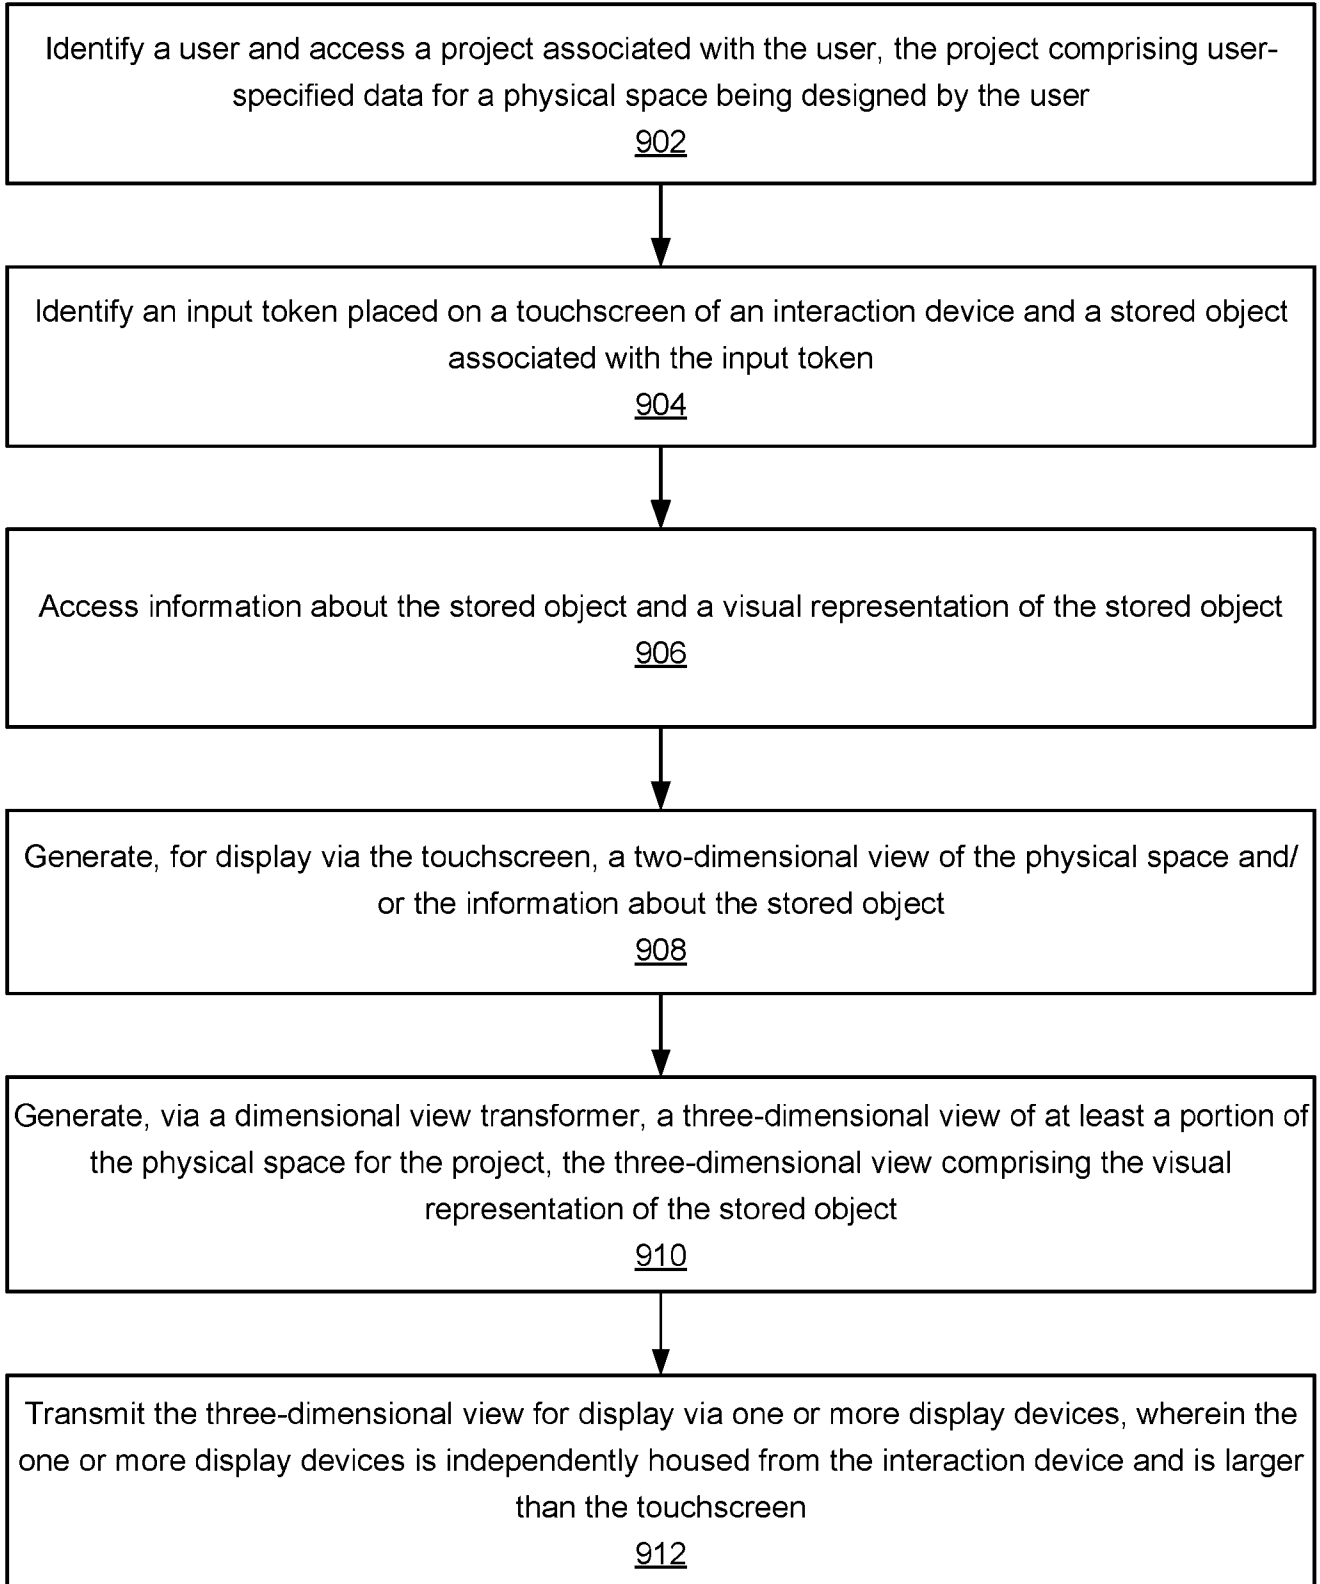 Identify a user and access a project associated with the user, the project comprising user-
specified data for a physical space being designed by the user
902
Identify an input token placed on a touchscreen of an interaction device and a stored object
associated with the input token
904
Access information about the stored object and a visual representation of the stored object
906
Generate, for display via the touchscreen, a two-dimensional view of the physical space and/
or the information about the stored object
908
Generate, via a dimensional view transformer, a three-dimensional view of at least a portion of
the physical space for the project, the three-dimensional view comprising the visual
representation of the stored object
910
Transmit the three-dimensional view for display via one or more display devices, wherein the
one or more display devices is independently housed from the interaction device and is larger
than the touchscreen
912